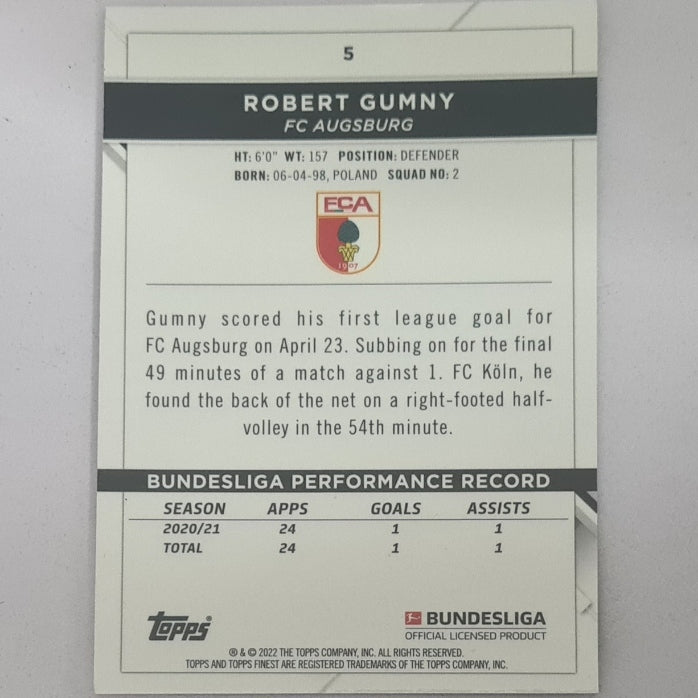 5
ROBERT GUMNY
FC AUGSBURG
HT: 6'0" WT: 157 POSITION: DEFENDER
BORN: 06-04-98, POLAND SQUAD NO: 2
FCA
1907
Gumny scored his first league goal for
FC Augsburg on April 23. Subbing on for the final
49 minutes of a match against 1. FC Köln, he
found the back of the net on a right-footed half-
volley in the 54th minute.
BUNDESLIGA PERFORMANCE RECORD
SEASON APPS GOALS ASSISTS
2020/21 24 1 1
TOTAL 24 1 1
Topps® BUNDESLIGA
OFFICIAL LICENSED PRODUCT
® & © 2022 THE TOPPS COMPANY, INC. ALL RIGHTS RESERVED.
TOPPS AND TOPPS FINEST ARE REGISTERED TRADEMARKS OF THE TOPPS COMPANY, INC.